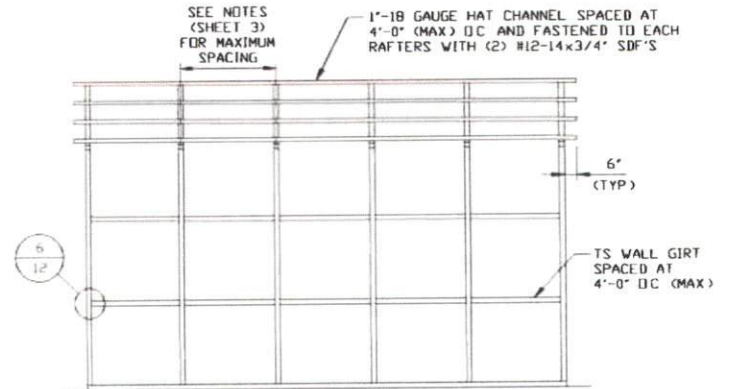 SEE NOTES
(SHEET 3)
FOR MAXIMUM
SPACING
1"-18 GAUGE HAT CHANNEL SPACED AT
4'-0" (MAX) OC AND FASTENED TO EACH
RAFTERS WITH (2) #12-14x3/4" SDF'S
6"
(TYP)
6
12
TS WALL GIRT
SPACED AT
4'-0" OC (MAX)